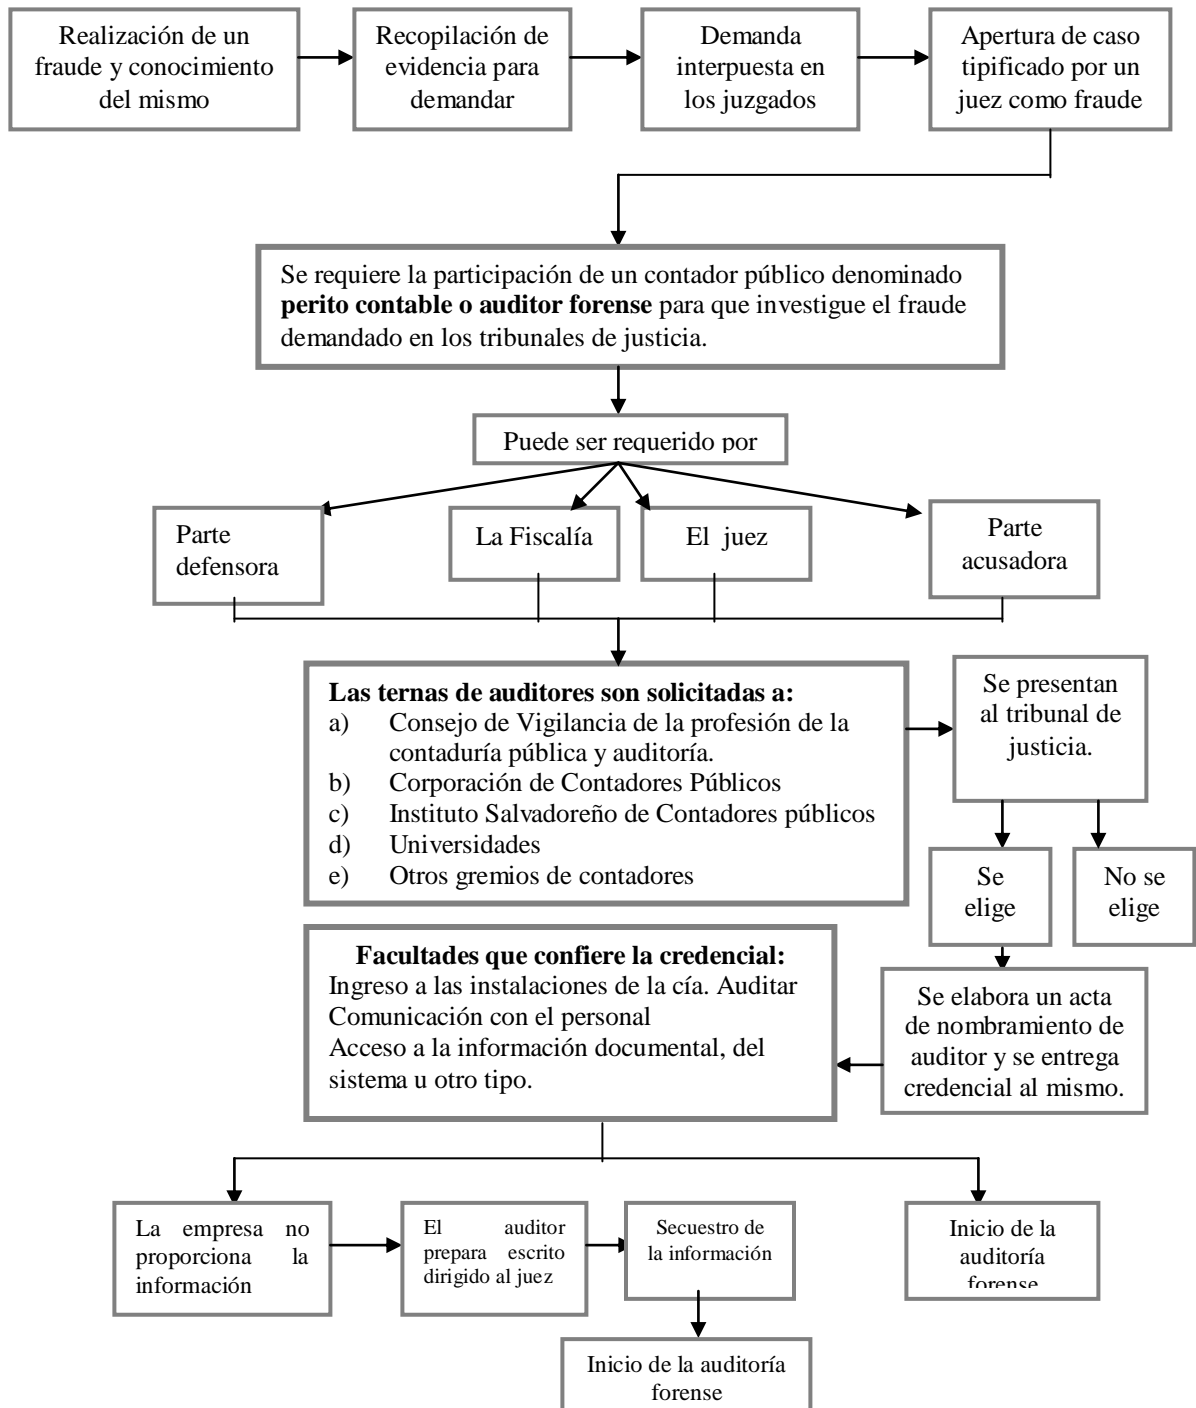 Realización de un
fraude y conocimiento
del mismo
Recopilación de
evidencia para
demandar
Demanda
interpuesta en
los juzgados
Apertura de caso
tipificado por un
juez como fraude
Se requiere la participación de un contador público denominado
perito contable o auditor forense para que investigue el fraude
demandado en los tribunales de justicia.
Puede ser requerido por
Parte
defensora
La Fiscalía
El juez
Parte
acusadora
Las ternas de auditores son solicitadas a:
a) Consejo de Vigilancia de la profesión de la
contaduría pública y auditoría.
b) Corporación de Contadores Públicos
c) Instituto Salvadoreño de Contadores públicos
d) Universidades
e) Otros gremios de contadores
Se presentan
al tribunal de
justicia.
Se
elige
No se
elige
Se elabora un acta
de nombramiento de
auditor y se entrega
credencial al mismo.
Facultades que confiere la credencial:
Ingreso a las instalaciones de la cía. Auditar
Comunicación con el personal
Acceso a la información documental, del
sistema u otro tipo.
La empresa no
proporciona la
información
El auditor
prepara escrito
dirigido al juez
Secuestro de
la información
Inicio de la auditoría
forense
Inicio de la
auditoría
forense